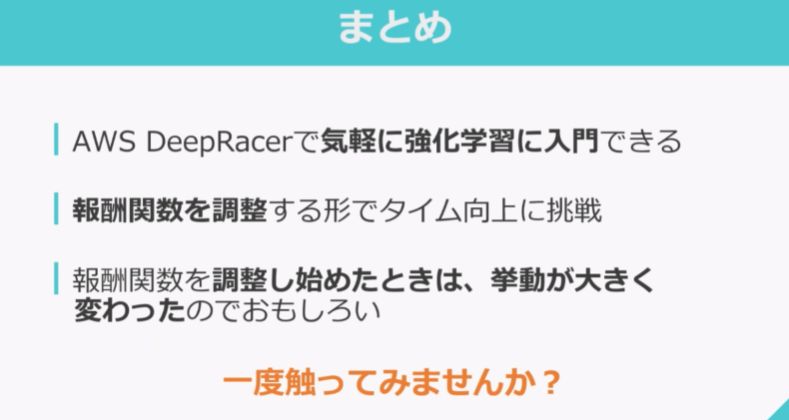 まとめ
AWS DeepRacerで気軽に強化学習に入門できる
報酬関数を調整する形でタイム向上に挑戦
報酬関数を調整し始めたときは、挙動が大きく
変わったのでおもしろい
一度触ってみませんか？